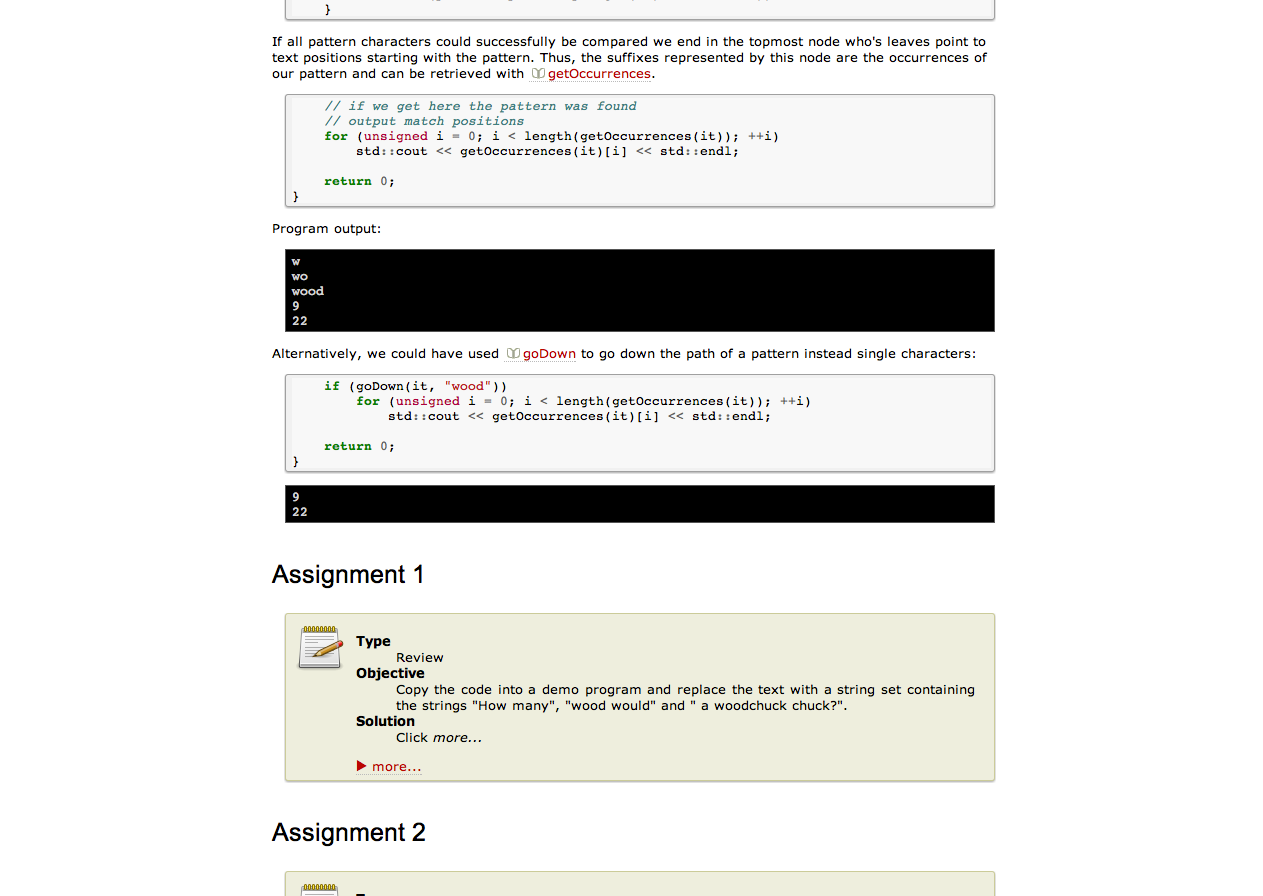 }
If all pattern characters could successfully be compared we end in the topmost node who's leaves point to
text positions starting with the pattern. Thus, the suffixes represented by this node are the occurrences of
our pattern and can be retrieved with getOccurrences.
// if we get here the pattern was found
// output match positions
for (unsigned i = 0; i < length(getOccurrences(it)); ++i)
std::cout << getOccurrences(it)[i] << std::endl;
return 0;
}
Program output:
w
wo
wood
9
22
Alternatively, we could have used goDown to go down the path of a pattern instead single characters:
if (goDown(it, "wood"))
for (unsigned i = 0; i < length(getOccurrences(it)); ++i)
std::cout << getOccurrences(it)[i] << std::endl;
return 0;
}
9
22
Assignment 1
Type
Review
Objective
Copy the code into a demo program and replace the text with a string set containing
the strings "How many", "wood would" and " a woodchuck chuck?".
Solution
Click more...
more...
Assignment 2